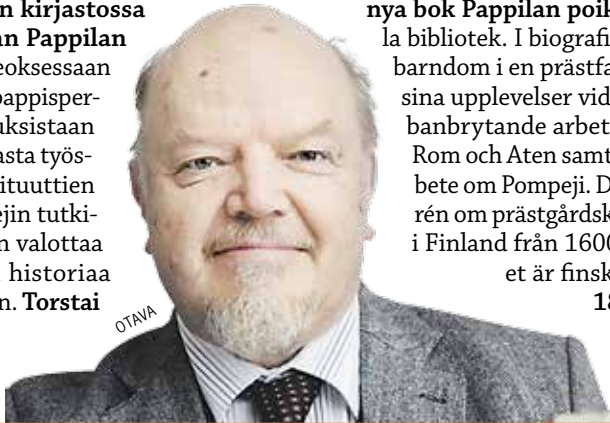 n kirjastossa
an Pappilan
eoksessaan
pappisper-
uksistaan
asta työs-
ituuttien
ejin tutki-
n valottaa
historiaa
n. Torstai
OTAVA
nya bok Pappilan poik
la bibliotek. I biografi
barndom i en prästfa
sina upplevelser vid
banbrytande arbet
Rom och Aten samt
bete om Pompeji. D
rén om prästgårdsk
i Finland från 1600
et är finsk
18